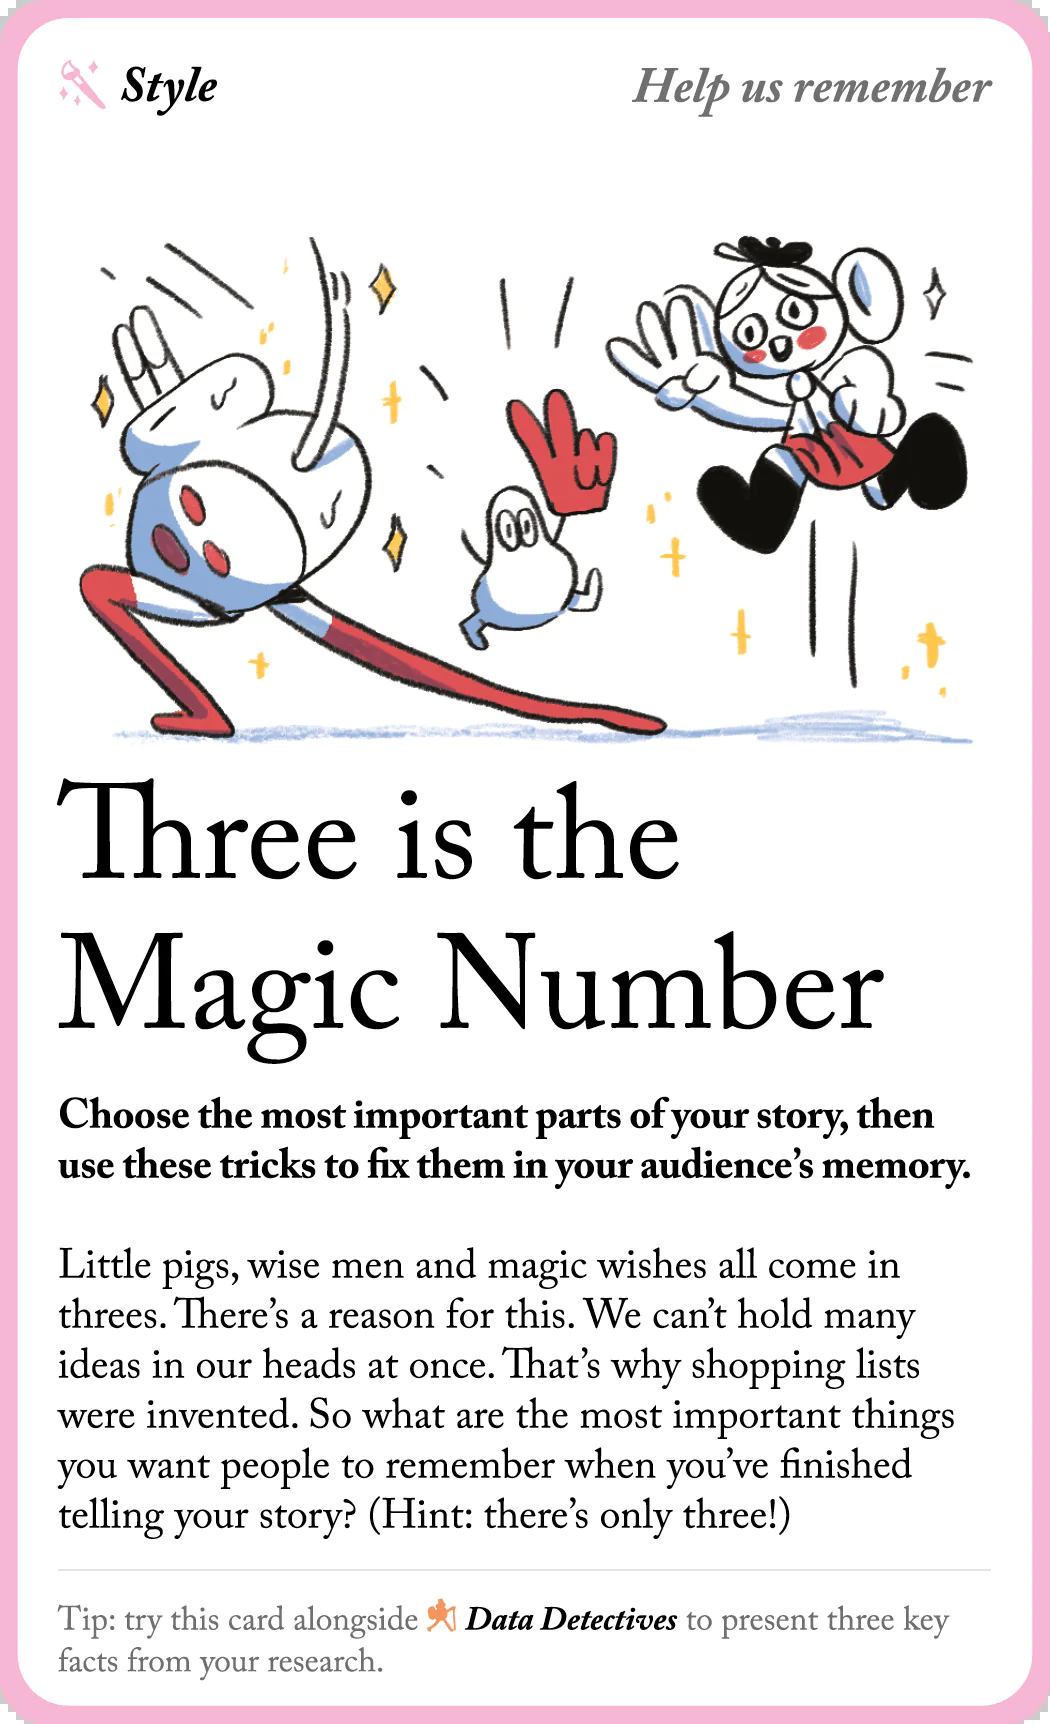 Style
Help us remember
Three is the
Magic Number
Choose the most important parts of your story, then
use these tricks to fix them in your audience’s memory.
Little pigs, wise men and magic wishes all come in
threes. There’s a reason for this. We can’t hold many
ideas in our heads at once. That’s why shopping lists
were invented. So what are the most important things
you want people to remember when you’ve finished
telling your story? (Hint: there’s only three!)
Tip: try this card alongside Data Detectives to present three key
facts from your research.